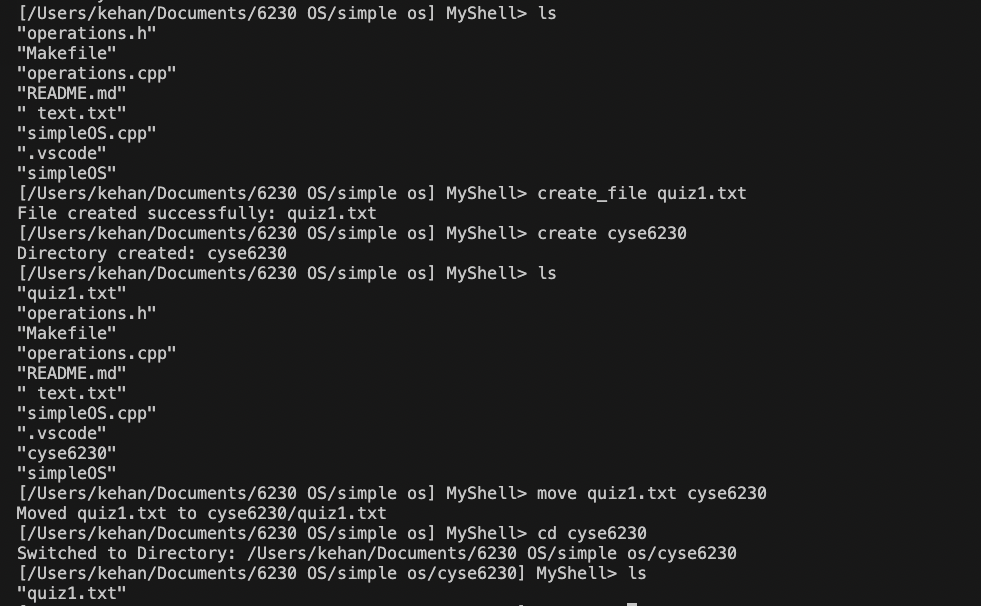 [/Users/kehan/Documents/6230 OS/simple os] MyShell> ls
"operations.h"
"Makefile"
"operations.cpp"
"README.md"
" text.txt"
"simpleOS.cpp"
".vscode"
"simpleOS"
[/Users/kehan/Documents/6230 OS/simple os] MyShell> create_file quiz1.txt
File created successfully: quiz1.txt
[/Users/kehan/Documents/6230 OS/simple os] MyShell> create cyse6230
Directory created: cyse6230
[/Users/kehan/Documents/6230 OS/simple os] MyShell> ls
"quiz1.txt"
"operations.h"
"Makefile"
"operations.cpp"
"README.md"
" text.txt"
"simpleOS.cpp"
".vscode"
"cyse6230"
"simpleOS"
[/Users/kehan/Documents/6230 OS/simple os] MyShell> move quiz1.txt cyse6230
Moved quiz1.txt to cyse6230/quiz1.txt
[/Users/kehan/Documents/6230 OS/simple os] MyShell> cd cyse6230
Switched to Directory: /Users/kehan/Documents/6230 OS/simple os/cyse6230
[/Users/kehan/Documents/6230 OS/simple os/cyse6230] MyShell> ls
"quiz1.txt"